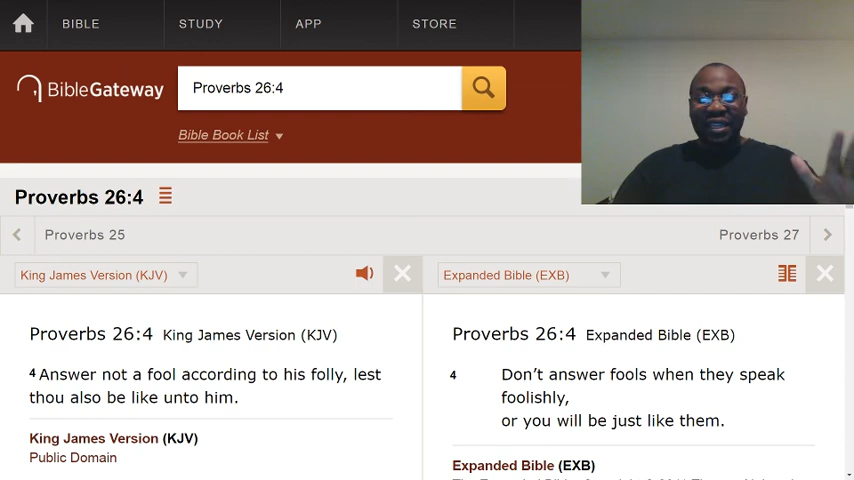 BIBLE STUDY APP STORE
BibleGateway
Proverbs 26:4
Bible Book List
Proverbs 26:4
Proverbs 25
Proverbs 27
King James Version (KJV)
Expanded Bible (EXB)
Proverbs 26:4 King James Version (KJV)
4 Answer not a fool according to his folly, lest
thou also be like unto him.
King James Version (KJV)
Public Domain
Proverbs 26:4 Expanded Bible (EXB)
4 Don't answer fools when they speak
foolishly,
or you will be just like them.
Expanded Bible (EXB)